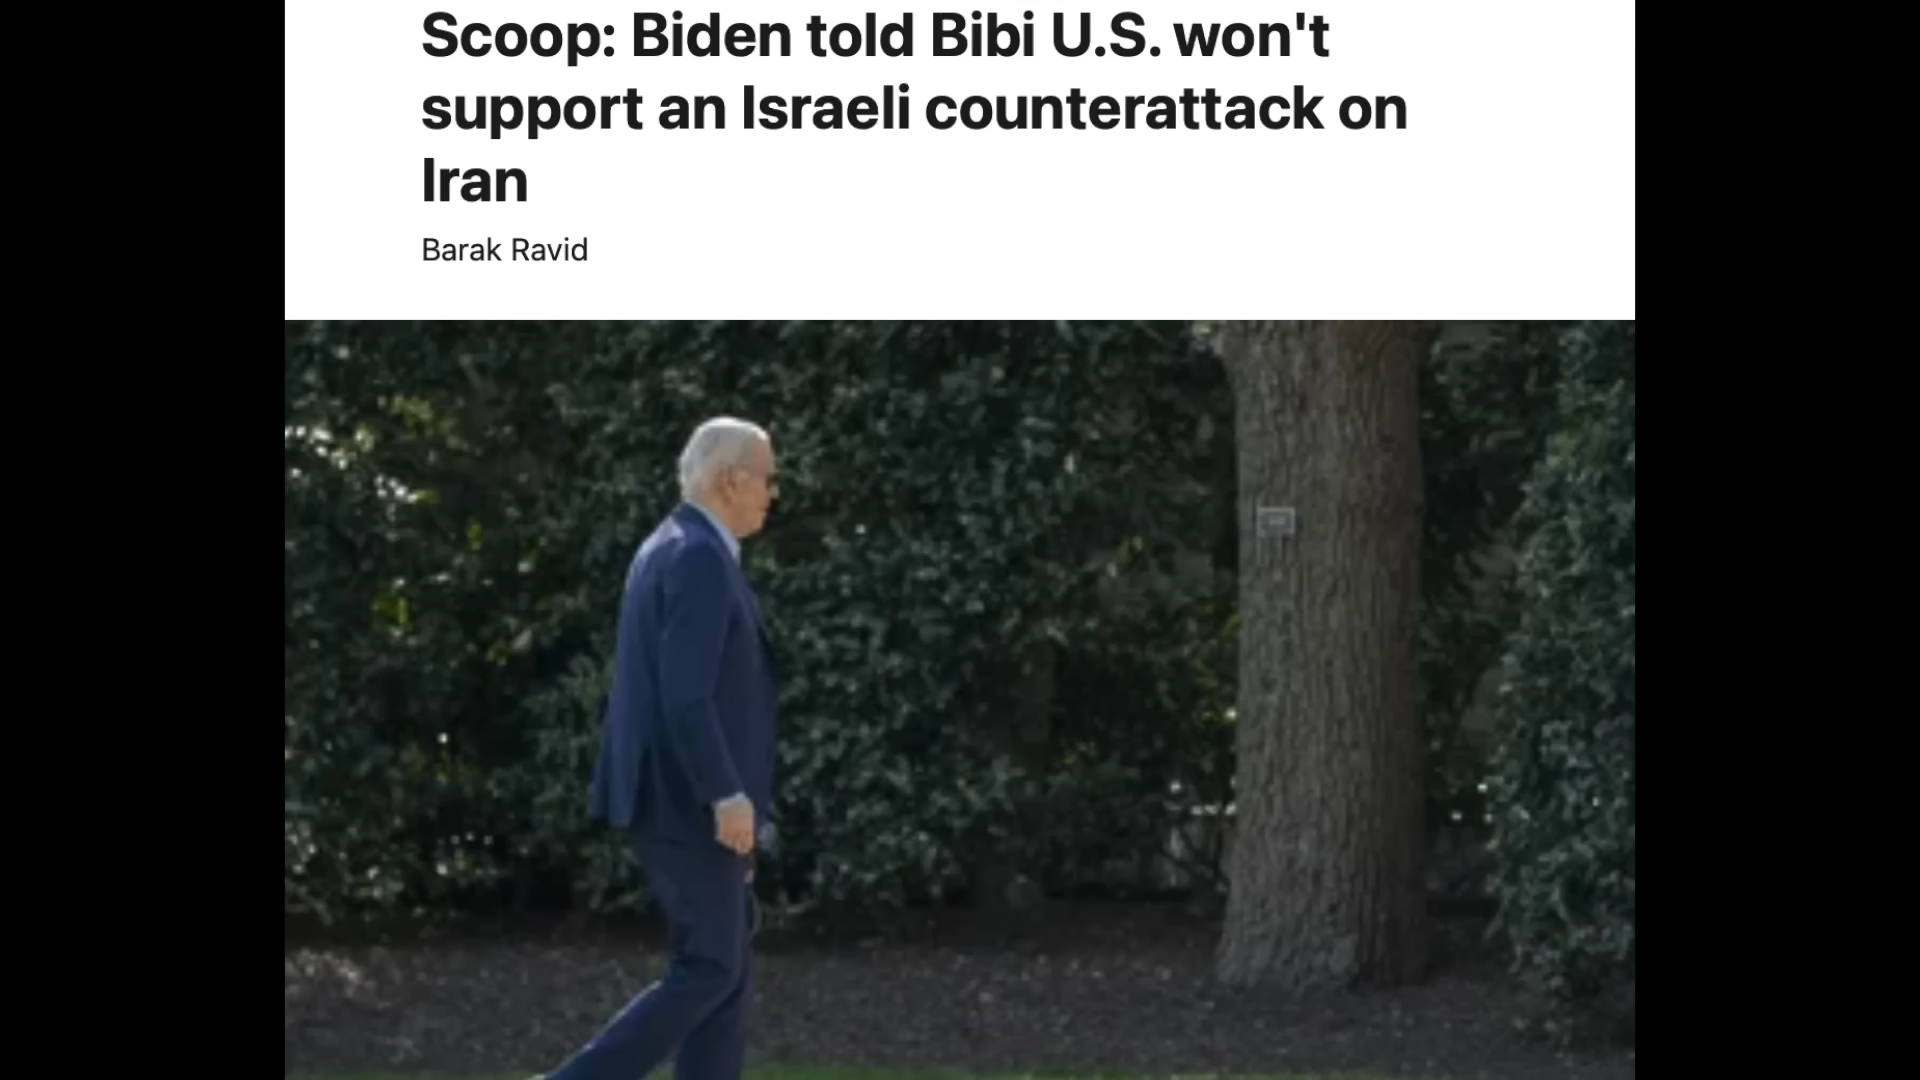 Scoop: Biden told Bibi U.S. won't
support an Israeli counterattack on
Iran
Barak Ravid